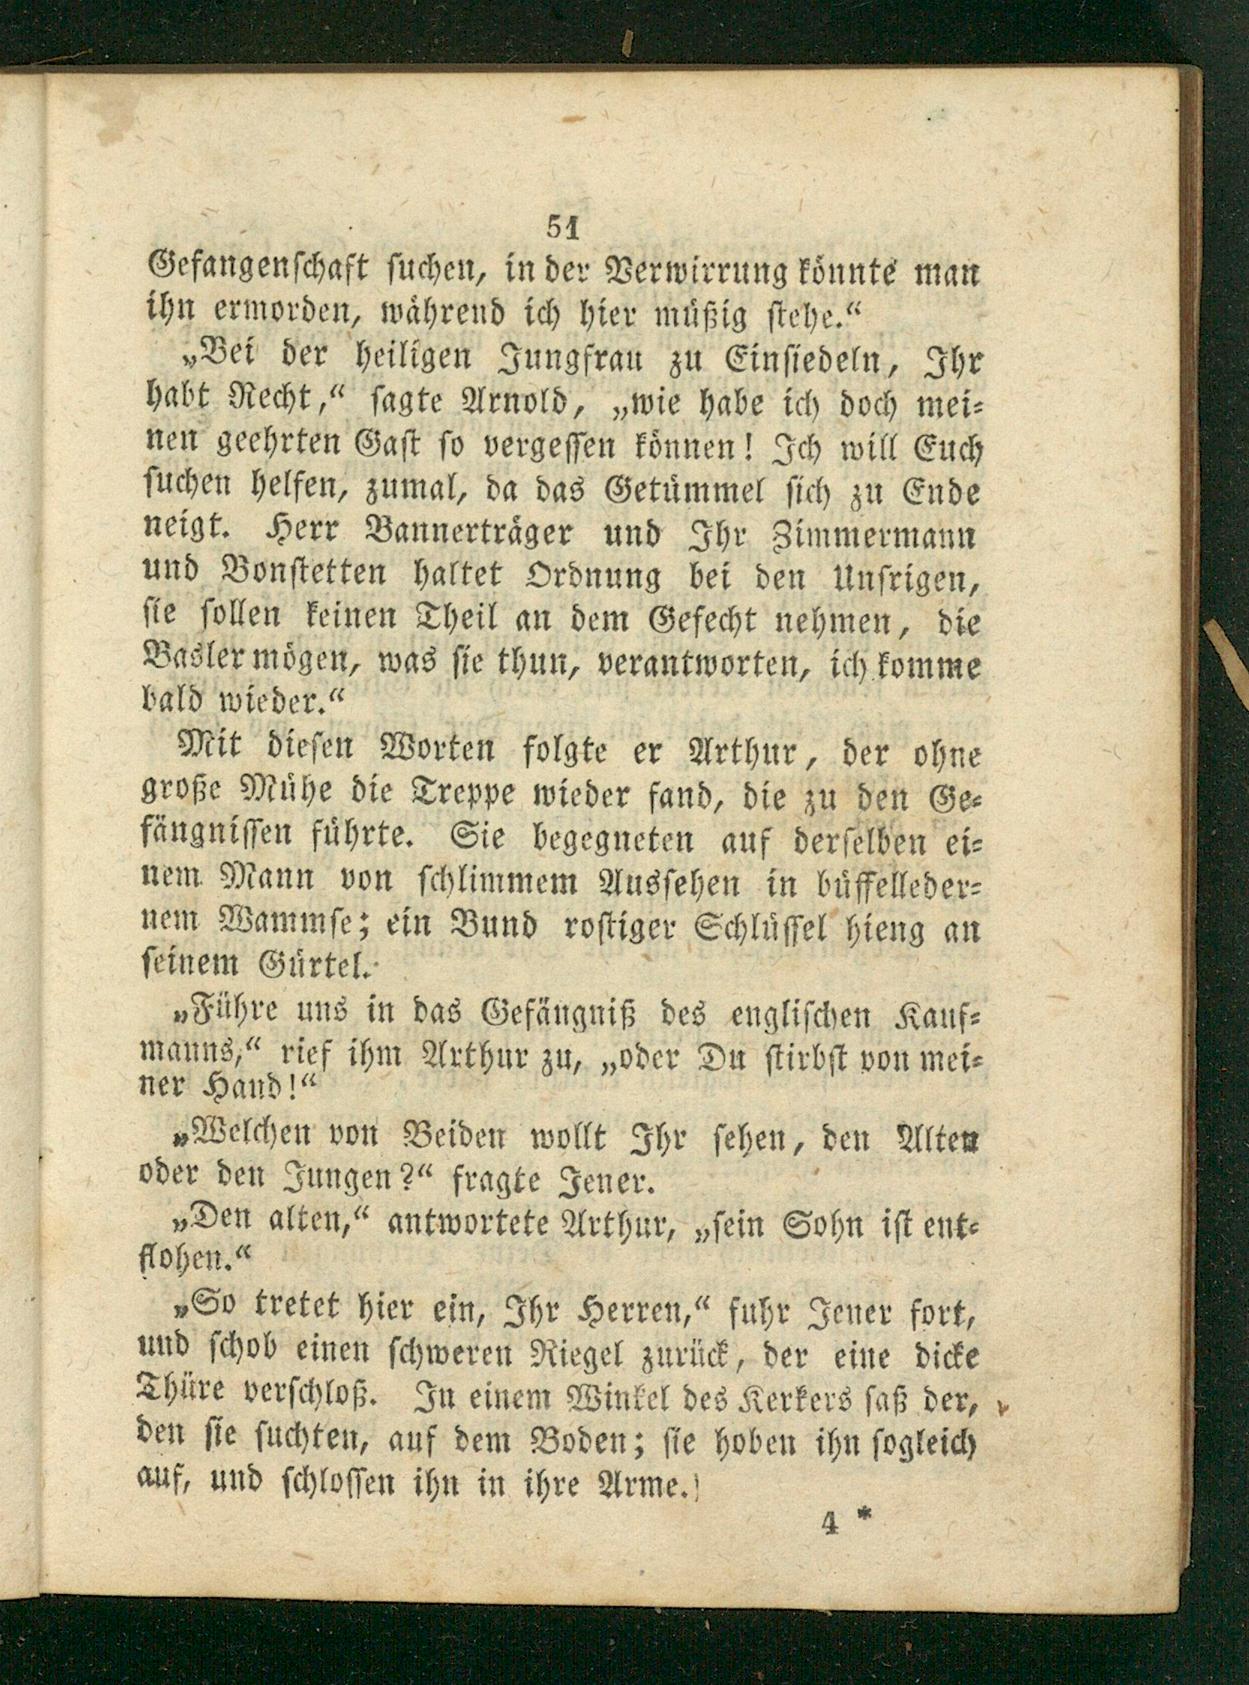 51
Gefangenschaft suchen, in der Verwirrung könnte man
ihn ermorden, während ich hier müßig stehe.“
„Bei der heiligen Jungfrau zu Einsiedeln, Ihr
habt Recht,“ sagte Arnold, „wie habe ich doch mei-
nen geehrten Gast so vergessen können! Ich will Euch
suchen helfen, zumal, da das Getümmel sich zu Ende
neigt. Herr Bannerträger und Ihr Zimmermann
und Bonstetten haltet Ordnung bei den Unsrigen,
sie sollen keinen Theil an dem Gefecht nehmen, die
Basler mögen, was sie thun, verantworten, ich komme
bald wieder.“
Mit diesen Worten folgte er Arthur, der ohne
große Mühe die Treppe wieder fand, die zu den Ge-
fängnissen führte. Sie begegneten auf derselben ei-
nem Mann von schlimmem Aussehen in büffelleder-
nem Wammse; ein Bund rostiger Schlüssel hieng an
seinem Gürtel.
„Führe uns in das Gefängniß des englischen Kauf-
manns,“ rief ihm Arthur zu, „oder Du stirbst von mei-
ner Hand!“
„Welchen von Beiden wollt Ihr sehen, den Alten
oder den Jungen?“ fragte Jener.
„Den alten,“ antwortete Arthur, „sein Sohn ist ent-
flohen.“
„So tretet hier ein, Ihr Herren,“ fuhr Jener fort,
und schob einen schweren Riegel zurück, der eine dicke
Thüre verschloß. In einem Winkel des Kerkers saß der,
den sie suchten, auf dem Boden; sie hoben ihn sogleich
auf, und schlossen ihn in ihre Arme.
4 *